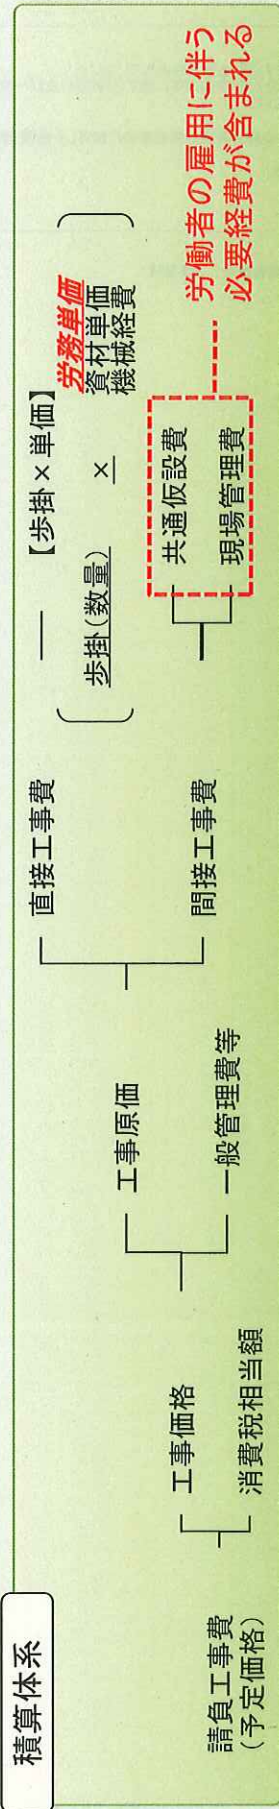 積算体系
請負工事費
（予定価格）
工事価格
消費税相当額
工事原価
一般管理費等
直接工事費
間接工事費
【歩掛×単価】
歩掛（数量）
×
労務単価
資材単価
機械経費
共通仮設費
現場管理費
労働者の雇用に伴う
必要経費が含まれる